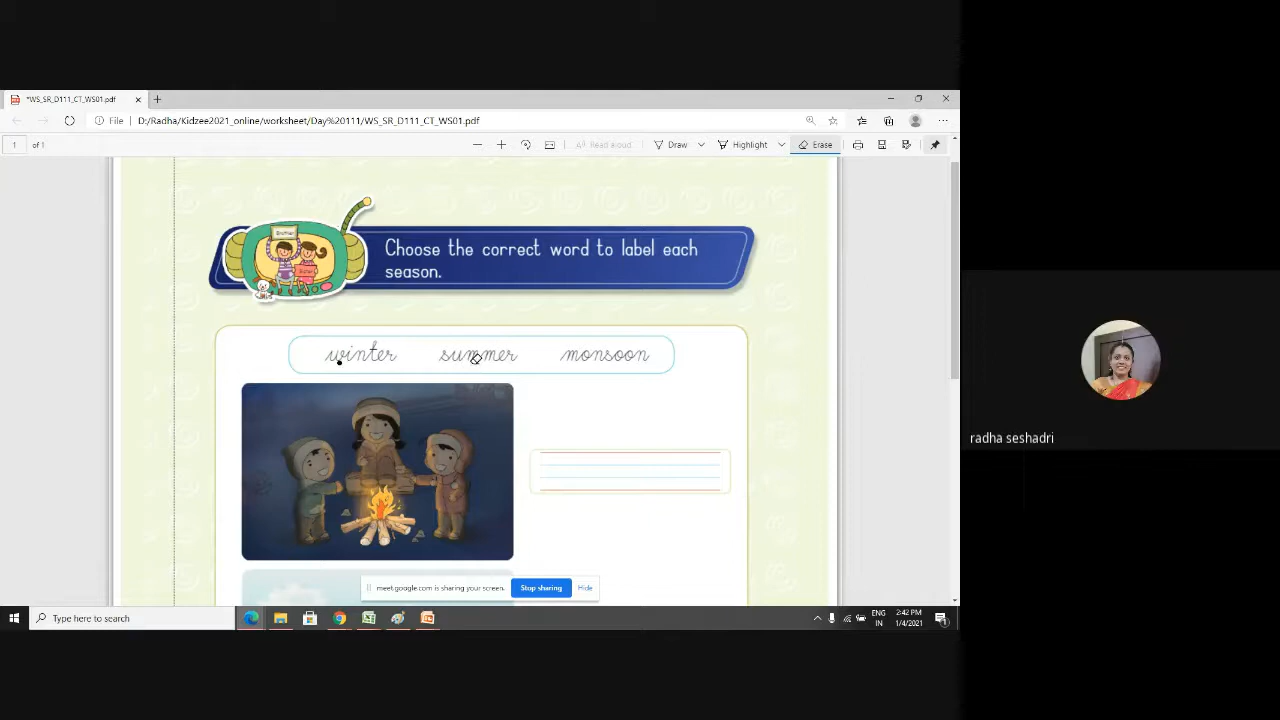 *WS_SR_D111_CT_WS01.pdf
File D:/Radha/Kidzee2021_online/worksheet/Day%20111/WS_SR_D111_CT_WS01.pdf
1 of 1 Read aloud Draw Highlight Erase
Choose the correct word to label each
season.
winter summer monsoon
radha seshadri
meet.google.com is sharing your screen. Stop sharing Hide
Type here to search
ENG 2:42 PM
IN 1/4/2021